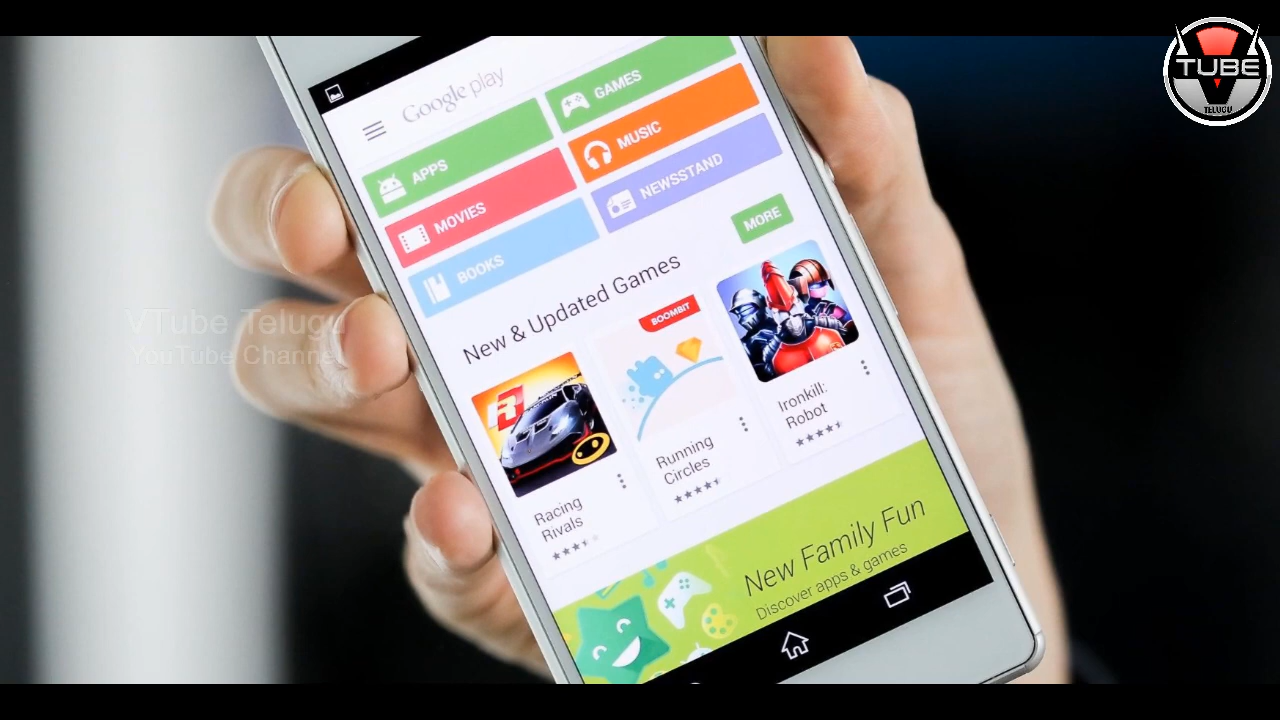 V
TUBE
TELUGU
Google play
APPS
GAMES
MOVIES
MUSIC
BOOKS
NEWSSTAND
New & Updated Games
MORE
BOOMBIT
R
Racing
Rivals
Running
Circles
Ironkill:
Robot
New Family Fun
Discover apps & games
VTube Telugu
YouTube Channel